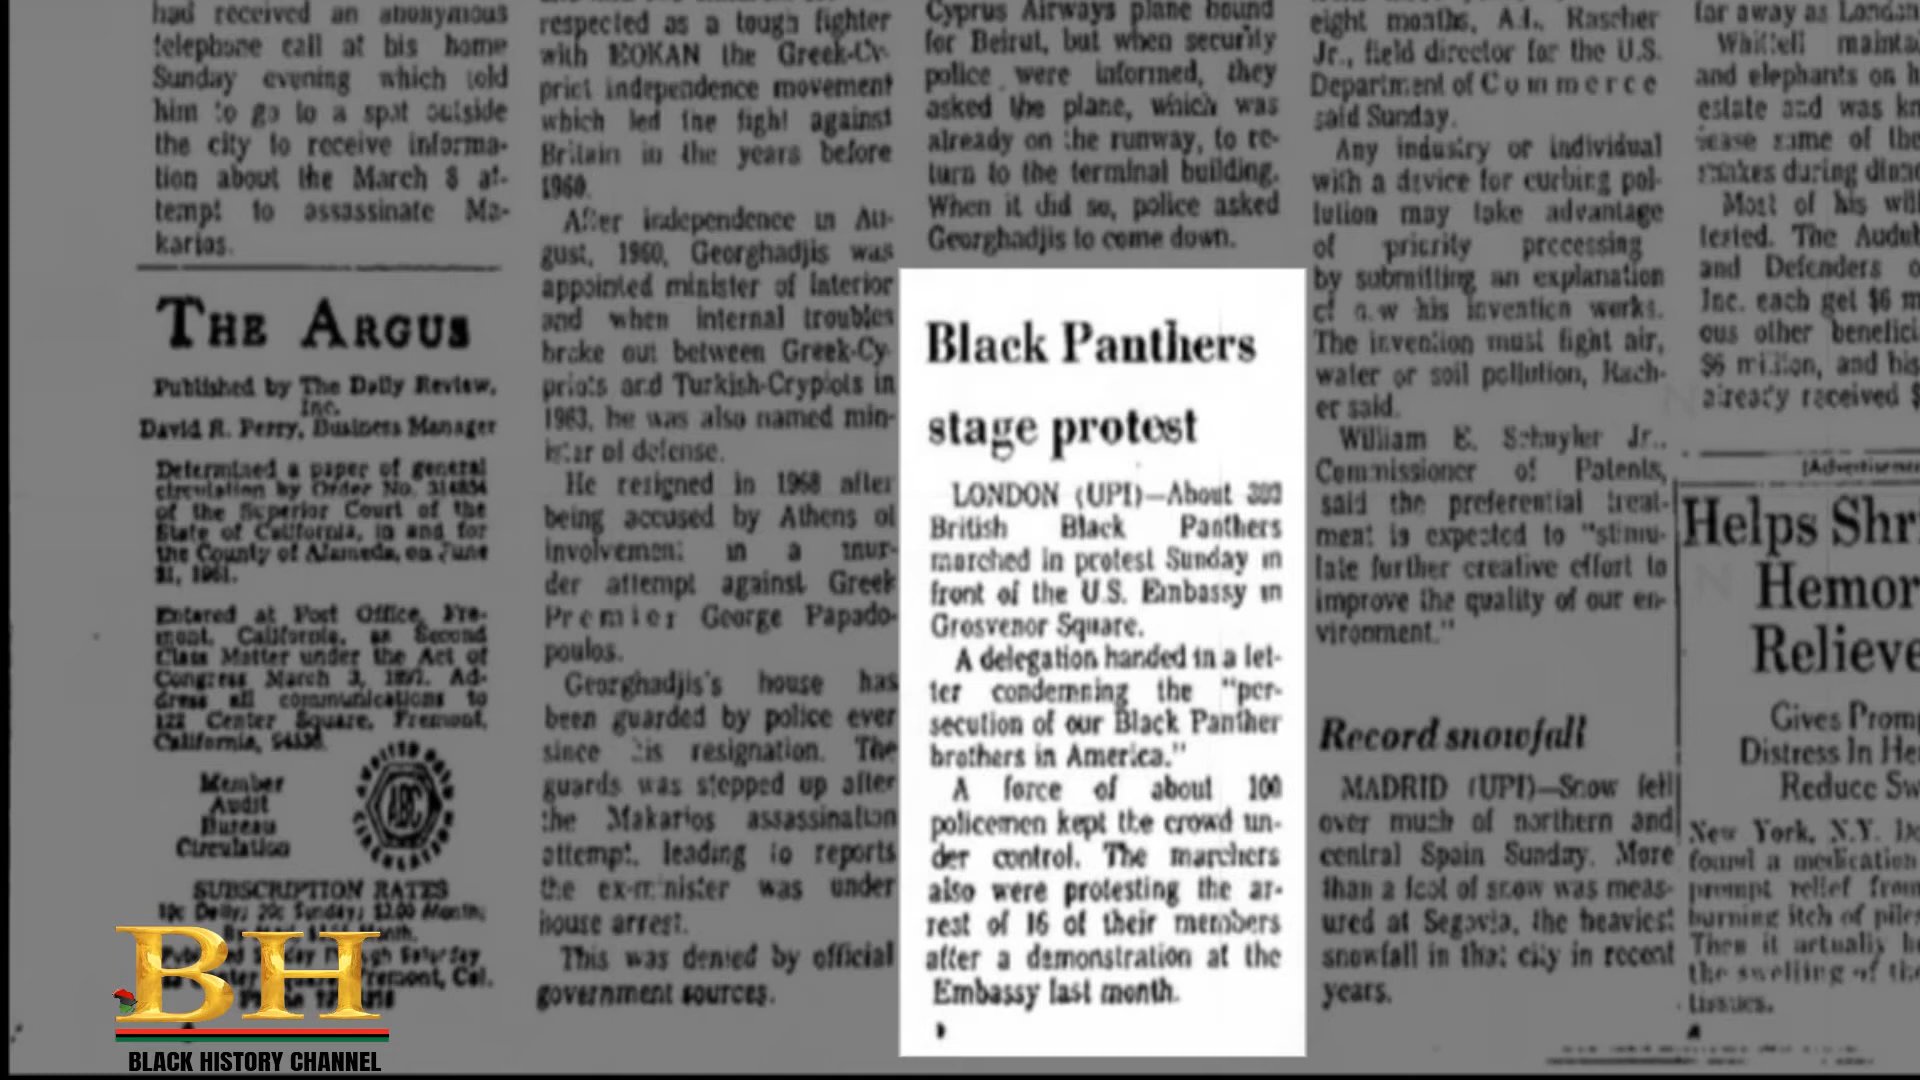 had received an anonymous
telephone call at his home
Sunday evening which told
him to go to a spot outside
the city to receive informa-
tion about the March 8 at-
tempt to assassinate Ma-
karios.
THE ARGUS
Published by The Daily Review,
Inc.
David R. Perry, Business Manager
Determined a paper of general
circulation by Order No.
of the Superior Court of the
State of California, in and for
the County of Alameda, on June
21, 1961.
Entered at Post Office, Fre-
mont, California, as Second
Class Matter under the Act of
Congress March 3, 1897. Ad-
dress all communications to
122 Center Square, Fremont,
California,
Member
Audit
Bureau
Circulation
ABC
SUBSCRIPTION RATES
10c Daily; 20c Sunday; $2.00 Month;
respected as a tough fighter
with EOKAN the Greek-Cy-
priot independence movement
which led the fight against
Britain in the years before
1960.
After independence in Au-
gust, 1960, Georghadjis was
appointed minister of Interior
and when internal troubles
broke out between Greek-Cy-
priots and Turkish-Crypiots in
1963, he was also named min-
ister of defense.
He resigned in 1968 after
being accused by Athens of
involvement in a mur-
der attempt against Greek
Premier George Papado-
poulos.
Georghadjis's house has
been guarded by police ever
since his resignation. The
guards was stepped up after
the Makarios assassination
attempt, leading to reports
the ex-minister was under
house arrest.
This was denied by official
government sources.
Cyprus Airways plane bound
for Beirut, but when security
police were informed, they
asked the plane, which was
already on the runway, to re-
turn to the terminal building.
When it did so, police asked
Georghadjis to come down.
Black Panthers
stage protest
LONDON (UPI)—About 300
British Black Panthers
marched in protest Sunday in
front of the U.S. Embassy in
Grosvenor Square.
A delegation handed in a let-
ter condemning the "per-
secution of our Black Panther
brothers in America."
A force of about 100
policemen kept the crowd un-
der control. The marchers
also were protesting the ar-
rest of 16 of their members
after a demonstration at the
Embassy last month.
eight months, A.L. Rascher
Jr., field director for the U.S.
Department of Commerce
said Sunday.
Any industry or individual
with a device for curbing pol-
lution may take advantage
of priority processing
by submitting an explanation
of how his invention works.
The invention must fight air,
water or soil pollution, Rach-
er said.
William E. Schuyler Jr.,
Commissioner of Patents,
said the preferential treat-
ment is expected to "stimu-
late further creative effort to
improve the quality of our en-
vironment."
Record snowfall
MADRID (UPI)—Snow fell
over much of northern and
central Spain Sunday. More
than a foot of snow was meas-
ured at Segovia, the heaviest
snowfall in that city in recent
years.
far away as London
Whittell mainta
and elephants on h
estate and was kn
lease some of the
snakes during dinne
Most of his will
tested. The Audub
and Defenders o
Inc. each get $6 m
ous other benefici
$6 million, and his
already received $
(Advertisemen
Helps Shri
Hemor
Relieve
Gives Promp
Distress In He
Reduce Sw
New York, N.Y.
found a medication
prompt relief from
burning itch of piles
Then it actually he
the swelling of the
tissues.
BH
BLACK HISTORY CHANNEL